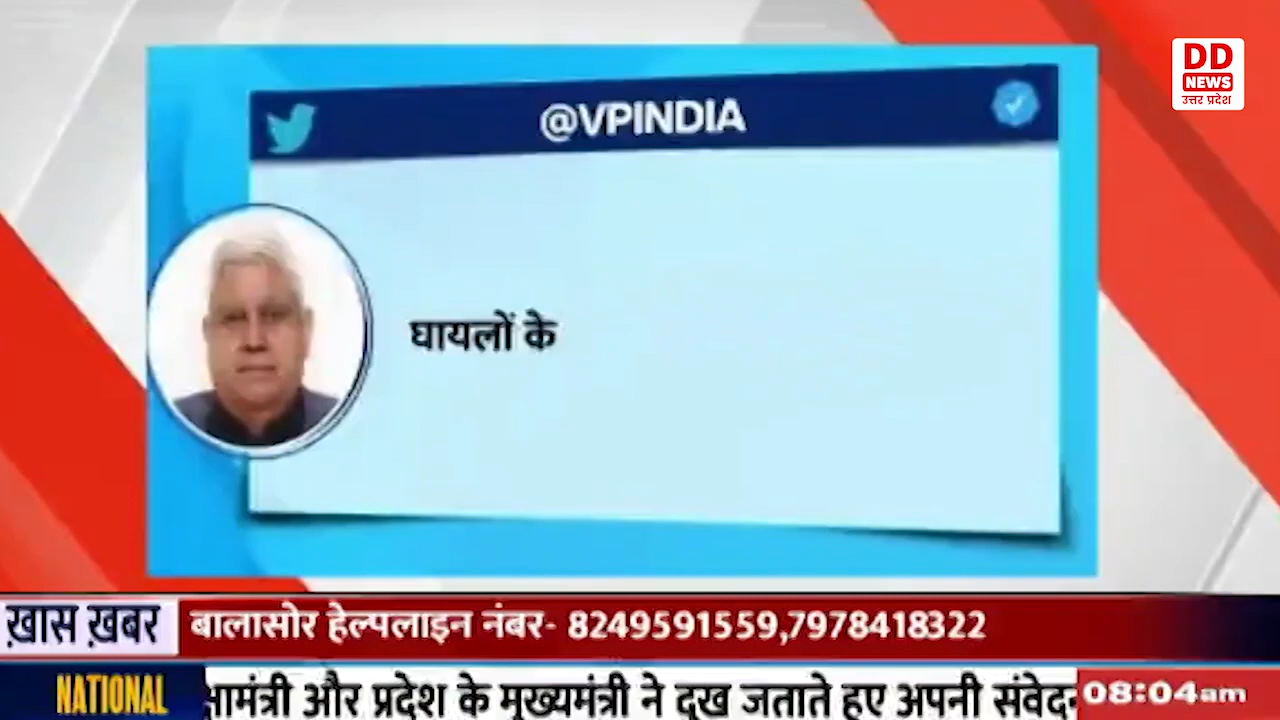 DD
NEWS
उत्तर प्रदेश
@VPINDIA
घायलों के
ख़ास ख़बर
बालासोर हेल्पलाइन नंबर- 8249591559,7978418322
NATIONAL
और प्रदेश के मुख्यमंत्री ने दुख जताते हुए अपनी
08:04am